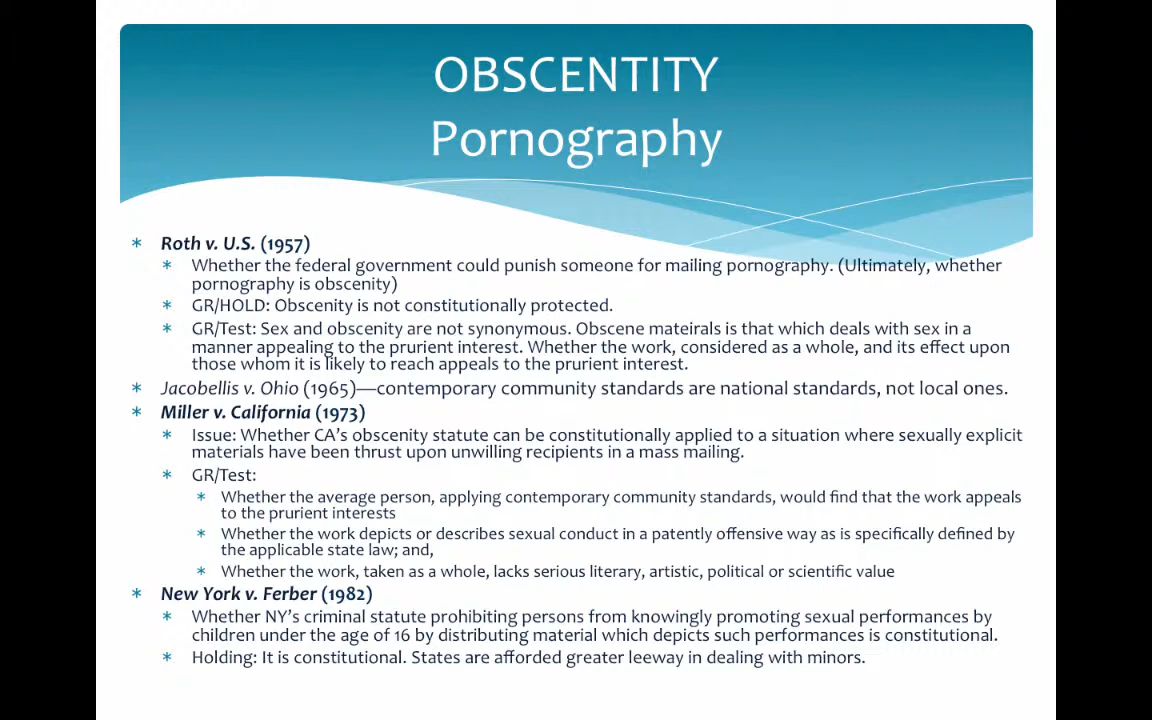 OBSCENTITY
Pornography
* Roth v. U.S. (1957)
* Whether the federal government could punish someone for mailing pornography. (Ultimately, whether
pornography is obscenity)
* GR/HOLD: Obscenity is not constitutionally protected.
* GR/Test: Sex and obscenity are not synonymous. Obscene mateirals is that which deals with sex in a
manner appealing to the prurient interest. Whether the work, considered as a whole, and its effect upon
those whom it is likely to reach appeals to the prurient interest.
* Jacobellis v. Ohio (1965)—contemporary community standards are national standards, not local ones.
* Miller v. California (1973)
* Issue: Whether CA's obscenity statute can be constitutionally applied to a situation where sexually explicit
materials have been thrust upon unwilling recipients in a mass mailing.
* GR/Test:
* Whether the average person, applying contemporary community standards, would find that the work appeals
to the prurient interests
* Whether the work depicts or describes sexual conduct in a patently offensive way as is specifically defined by
the applicable state law; and,
* Whether the work, taken as a whole, lacks serious literary, artistic, political or scientific value
* New York v. Ferber (1982)
* Whether NY's criminal statute prohibiting persons from knowingly promoting sexual performances by
children under the age of 16 by distributing material which depicts such performances is constitutional.
* Holding: It is constitutional. States are afforded greater leeway in dealing with minors.